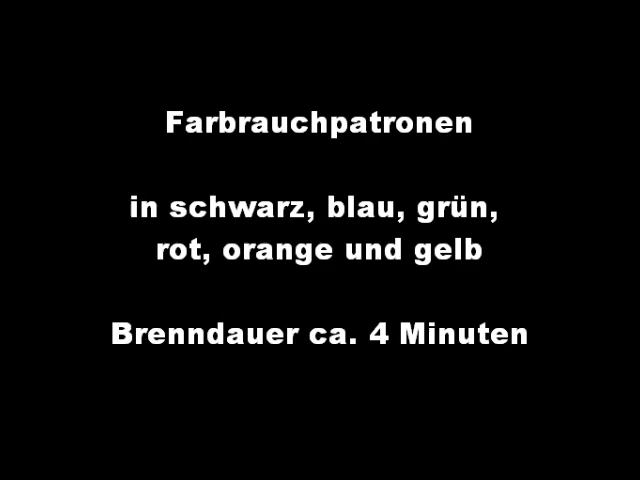 Farbrauchpatronen
in schwarz, blau, grün,
rot, orange und gelb
Brenndauer ca. 4 Minuten